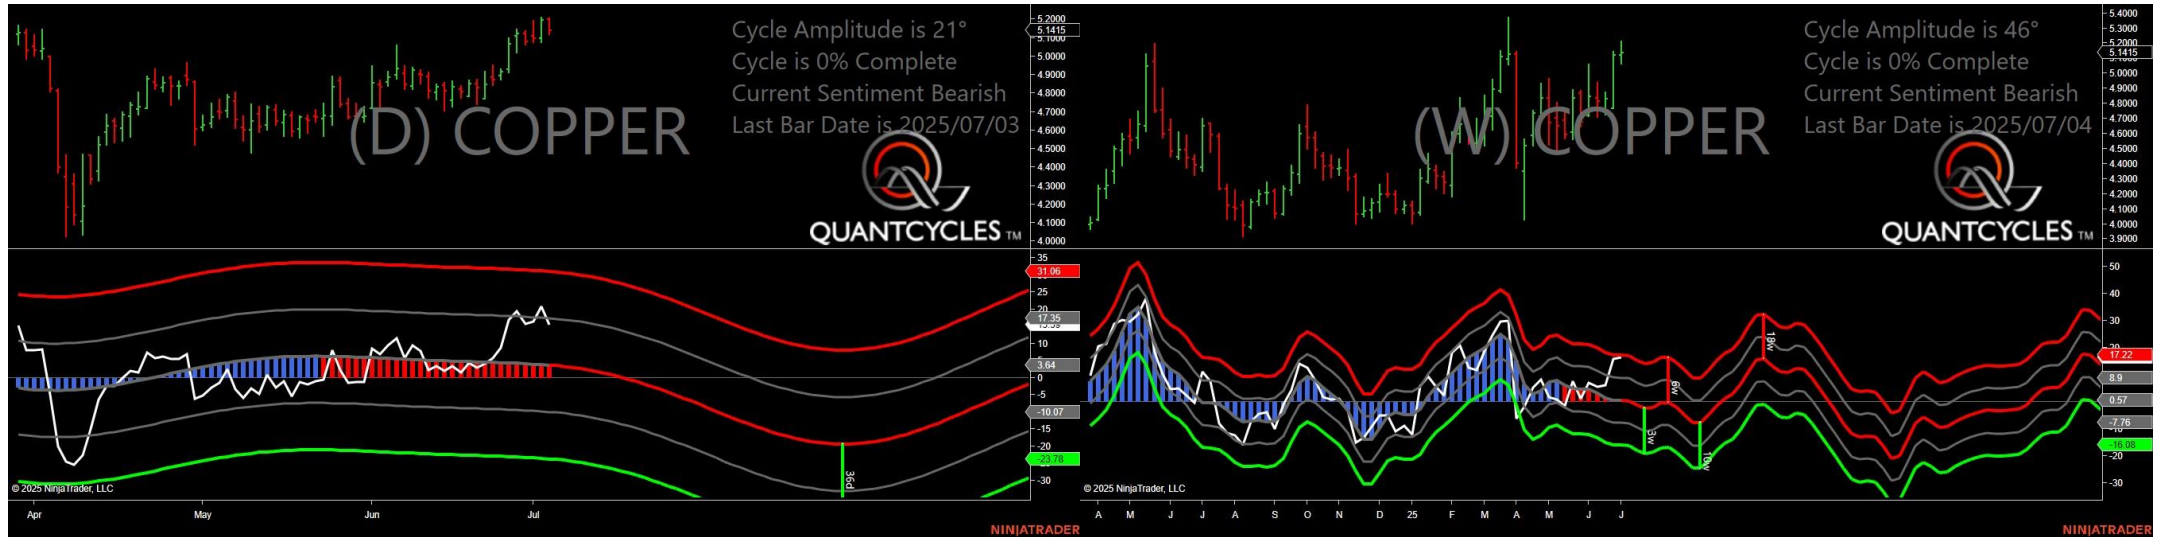 Cycle Amplitude is 21°
Cycle is 0% Complete
Current Sentiment Bearish
Last Bar Date is 2025/07/03
(D) COPPER
QUANTCYCLES TM
5.2000
5.1415
5.1000
5.0000
4.9000
4.8000
4.7000
4.6000
4.5000
4.4000
4.3000
4.2000
4.1000
4.0000
35
31.06
25
20
17.35
10
5
3.64
0
-5
-10.07
-15
-20
-23.78
-30
36d
© 2025 NinjaTrader, LLC
Apr May Jun Jul
NINJATRADER
Cycle Amplitude is 46°
Cycle is 0% Complete
Current Sentiment Bearish
Last Bar Date is 2025/07/04
(W) COPPER
QUANTCYCLES TM
5.4000
5.3000
5.2000
5.1415
5.0000
4.9000
4.8000
4.7000
4.6000
4.5000
4.4000
4.3000
4.2000
4.1000
4.0000
3.9000
50
40
30
17.22
8.9
0.57
-7.76
-16.08
-20
-30
18w
6w
3w
10w
© 2025 NinjaTrader, LLC
A M J J A S O N D 25 F M A M J J
NINJATRADER